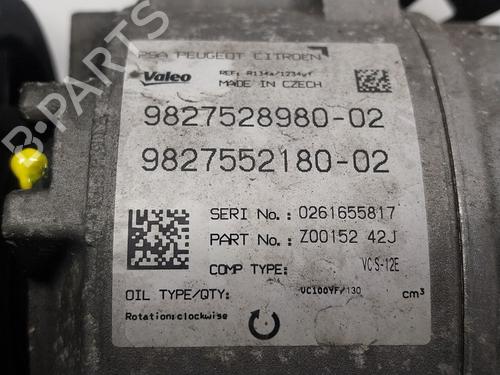 PSA PEUGEOT CITROEN
Valeo
REF: R134a/1234yf
MADE IN CZECH
9827528980-02
9827552180-02
SERI No.: 0261655817
PART No.: Z00152 42J
COMP TYPE: VCS-12E
OIL TYPE/QTY: VC100YF/130 cm³
Rotation:clockwise
B-PARTS